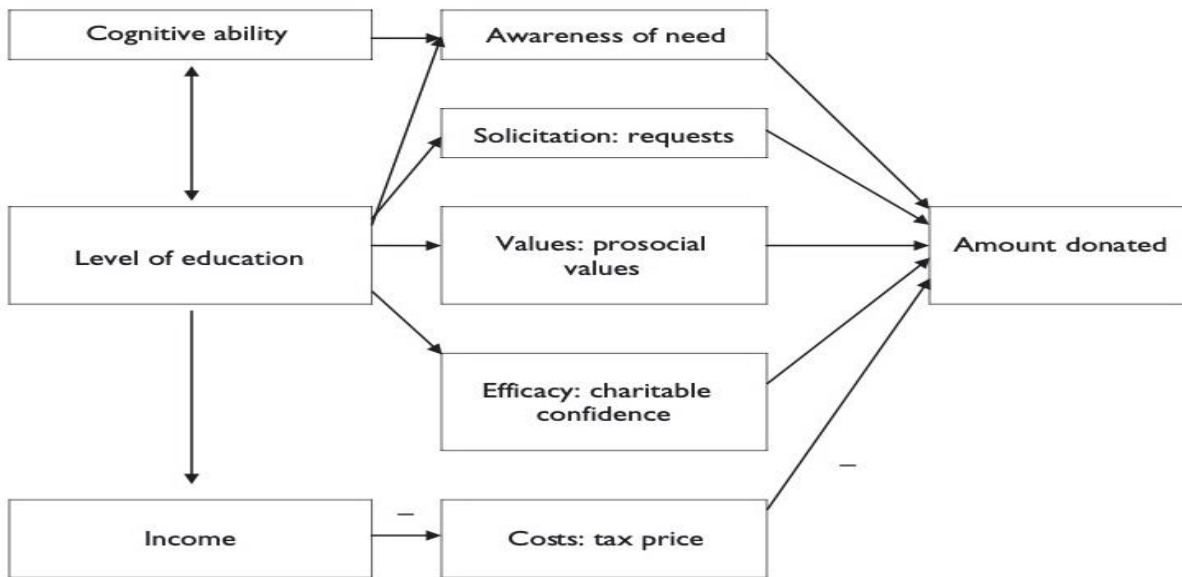 Cognitive ability
Awareness of need
Solicitation: requests
Level of education
Values: prosocial
values
Amount donated
Efficacy: charitable
confidence
–
–
Income
Costs: tax price